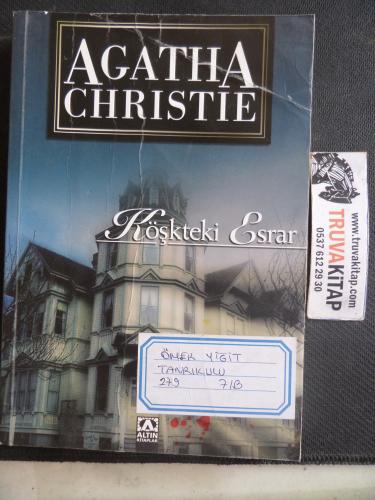 AGATHA
CHRISTIE
Köşkteki Esrar
ÖMER YİĞİT
TANRIKULU
279 7/B
ALTIN
KİTAPLAR
www.truvakitap.com
TRUVAKİTAP
0537 612 29 30